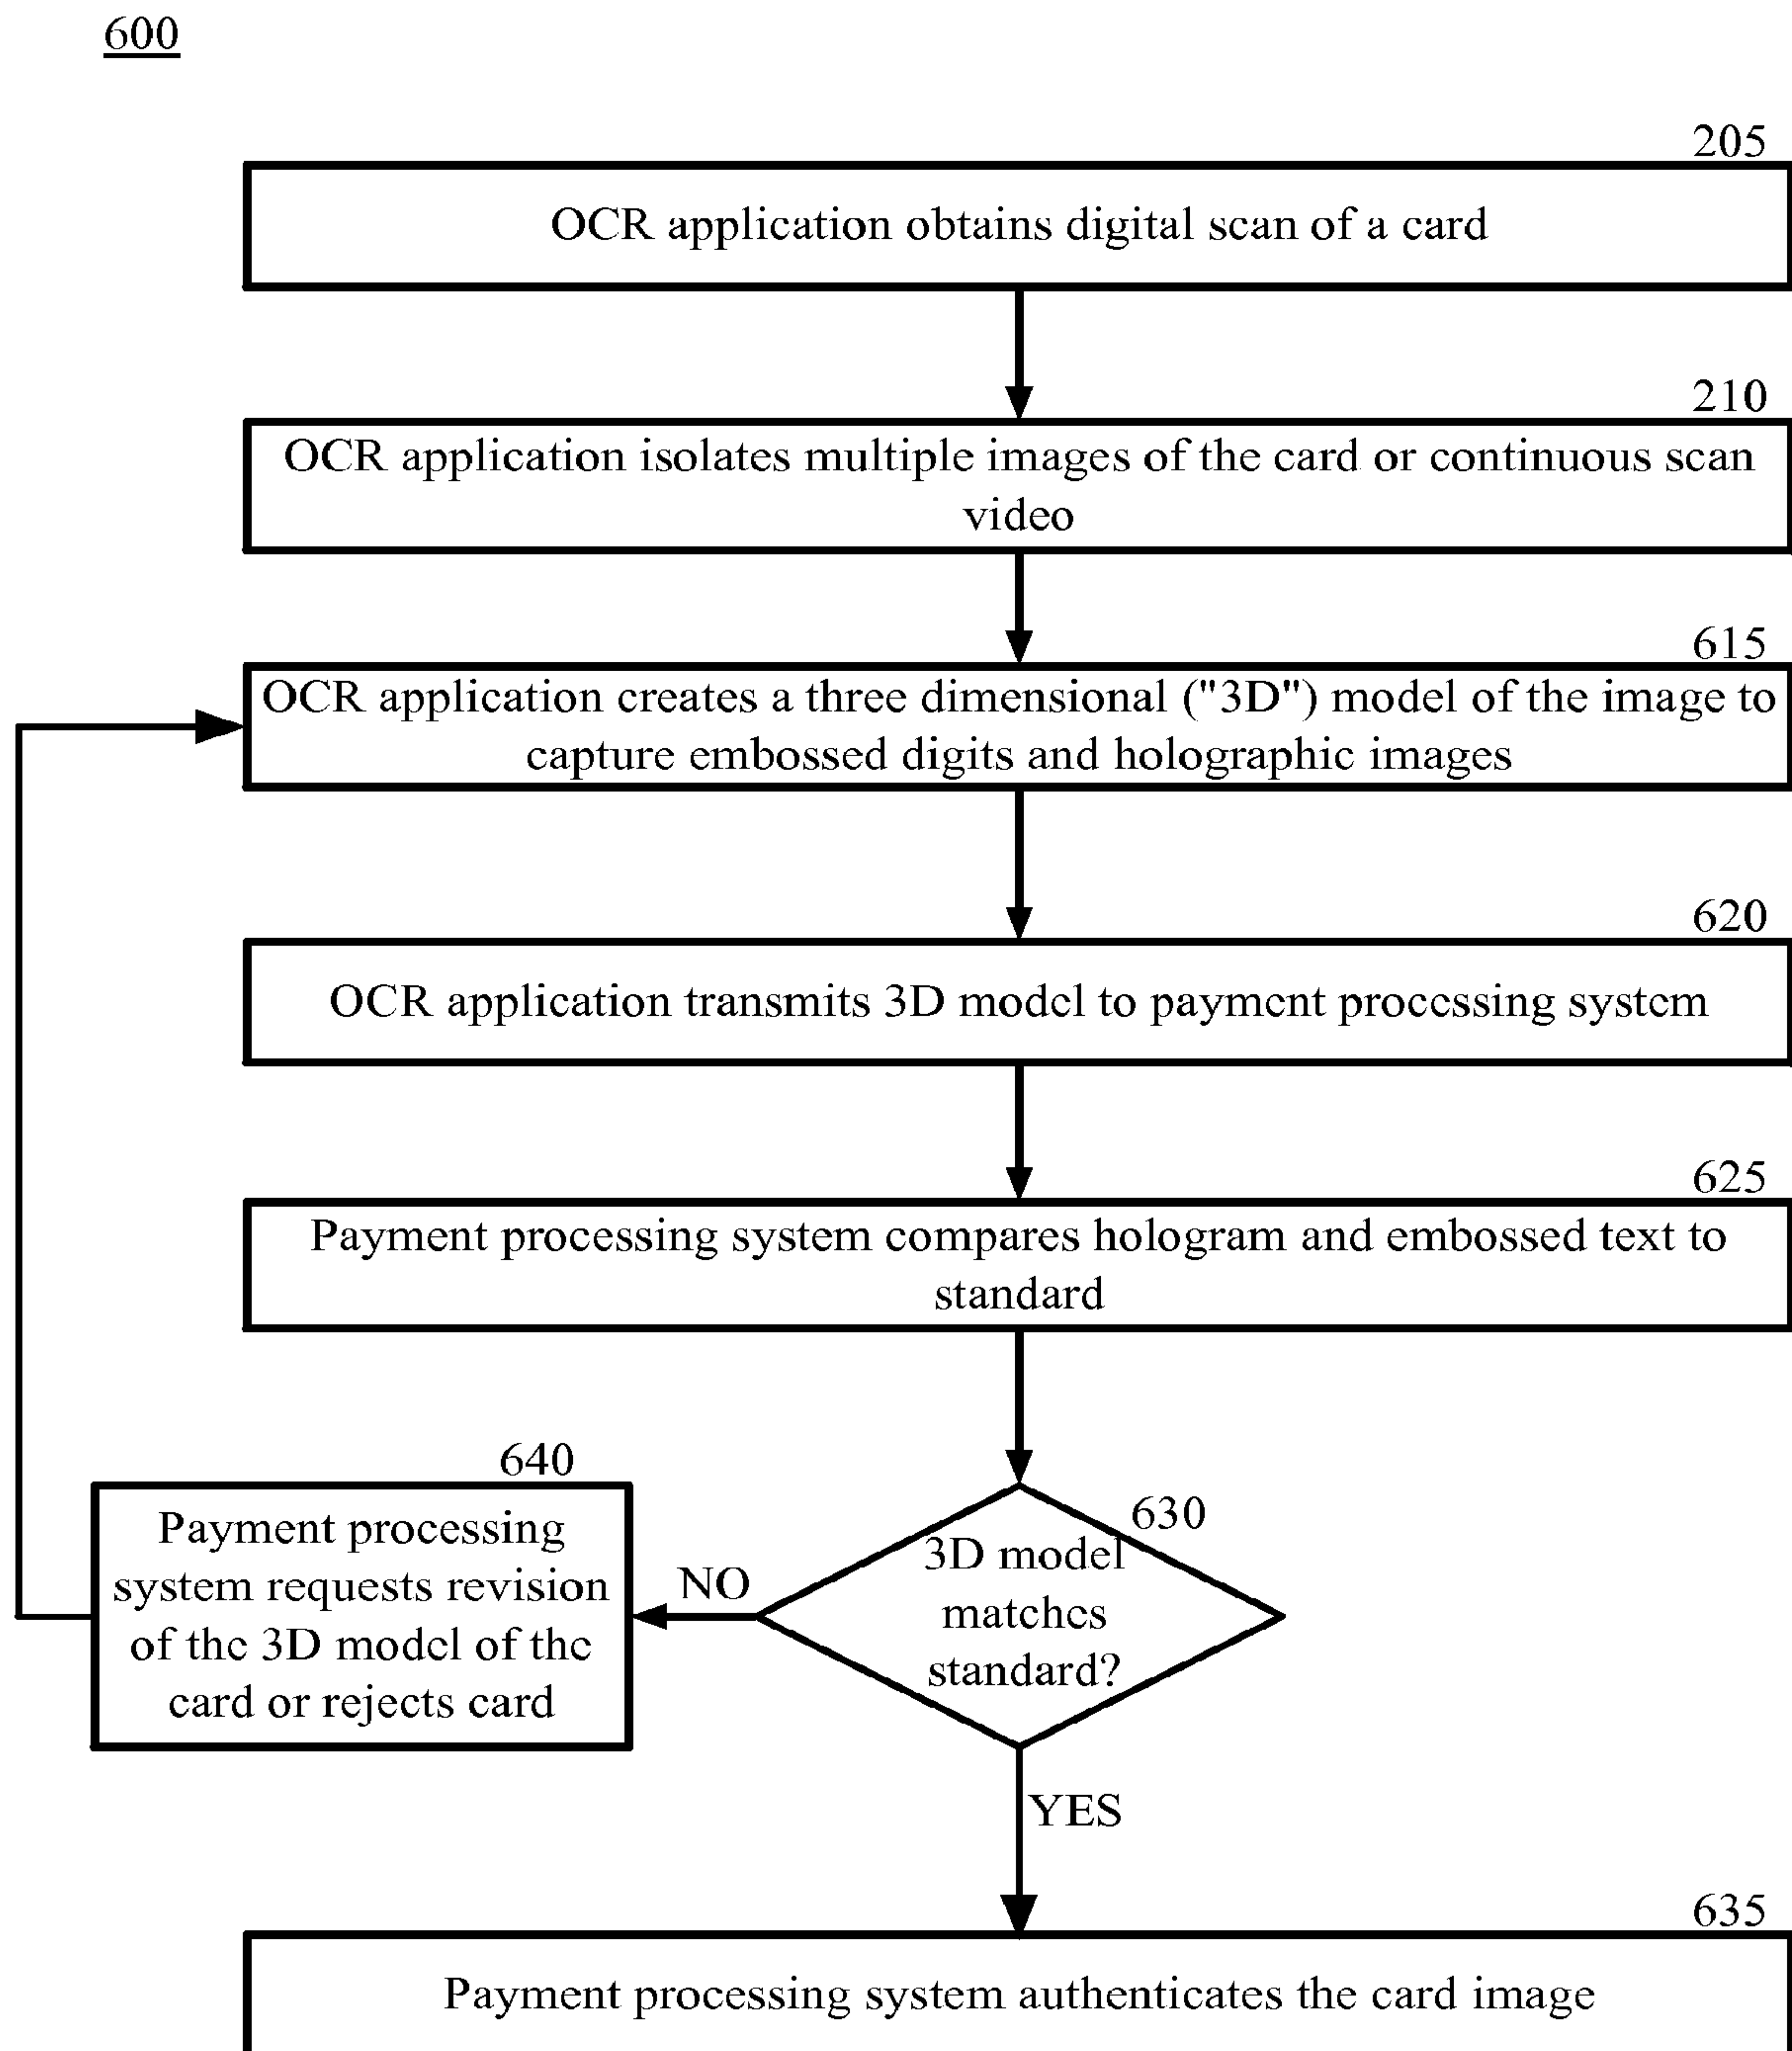 600
205
OCR application obtains digital scan of a card
210
OCR application isolates multiple images of the card or continuous scan
video
615
OCR application creates a three dimensional ("3D") model of the image to
capture embossed digits and holographic images
620
OCR application transmits 3D model to payment processing system
625
Payment processing system compares hologram and embossed text to
standard
630
3D model
matches
standard?
NO
640
Payment processing
system requests revision
of the 3D model of the
card or rejects card
YES
635
Payment processing system authenticates the card image